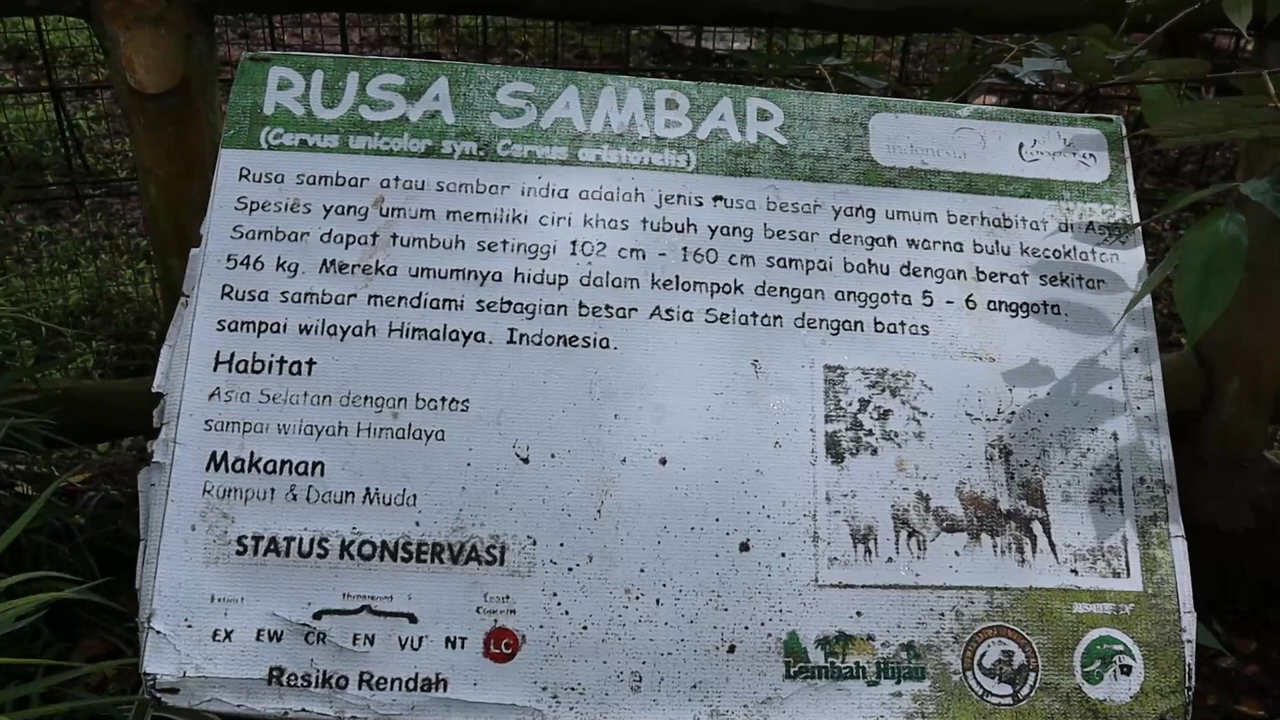 RUSA SAMBAR
(Cervus unicolor syn. Cervus aristotelis)
indonesia
Lampung
Rusa sambar atau sambar india adalah jenis rusa besar yang umum berhabitat di Asia
Spesies yang umum memiliki ciri khas tubuh yang besar dengan warna bulu kecoklatan
Sambar dapat tumbuh setinggi 102 cm - 160 cm sampai bahu dengan berat sekitar
546 kg. Mereka umumnya hidup dalam kelompok dengan anggota 5 - 6 anggota.
Rusa sambar mendiami sebagian besar Asia Selatan dengan batas
sampai wilayah Himalaya. Indonesia.
Habitat
Asia Selatan dengan batas
sampai wilayah Himalaya
Makanan
Rumput & Daun Muda
STATUS KONSERVASI
Extinct Threatened Least
Concern
EX EW CR EN VU NT LC
Resiko Rendah
MEMBER OF
Lembah Hijau